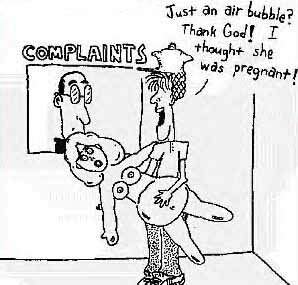 Just an air bubble?
Thank God! I
thought she
was pregnant!
COMPLAINTS